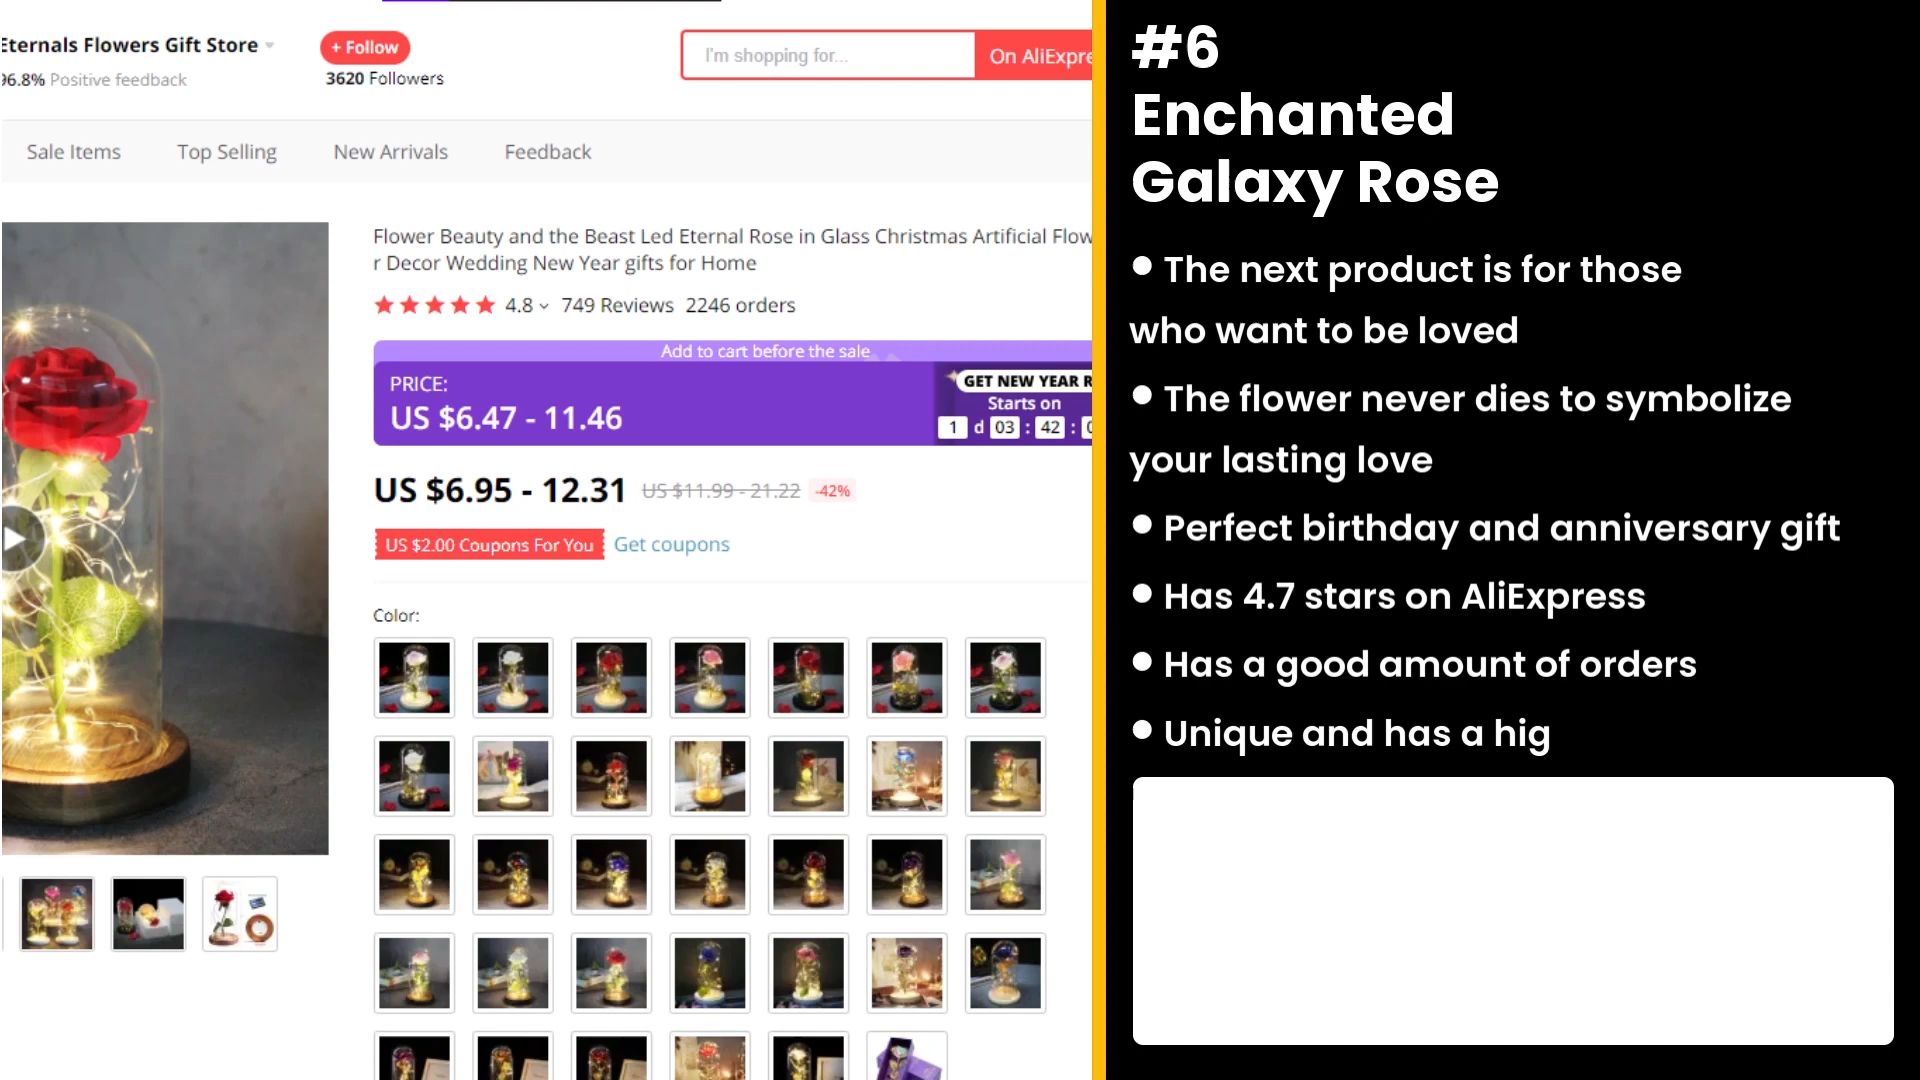 Eternals Flowers Gift Store
+ Follow
96.8% Positive feedback
3620 Followers
I'm shopping for...
On AliExpre
Sale Items
Top Selling
New Arrivals
Feedback
Flower Beauty and the Beast Led Eternal Rose in Glass Christmas Artificial Flow
r Decor Wedding New Year gifts for Home
4.8
749 Reviews
2246 orders
Add to cart before the sale
PRICE:
US $6.47 - 11.46
GET NEW YEAR R
Starts on
1 d 03 : 42 :
US $6.95 - 12.31
US $11.99 - 21.22
-42%
US $2.00 Coupons For You
Get coupons
Color:
#6
Enchanted
Galaxy Rose
• The next product is for those
who want to be loved
• The flower never dies to symbolize
your lasting love
• Perfect birthday and anniversary gift
• Has 4.7 stars on AliExpress
• Has a good amount of orders
• Unique and has a hig